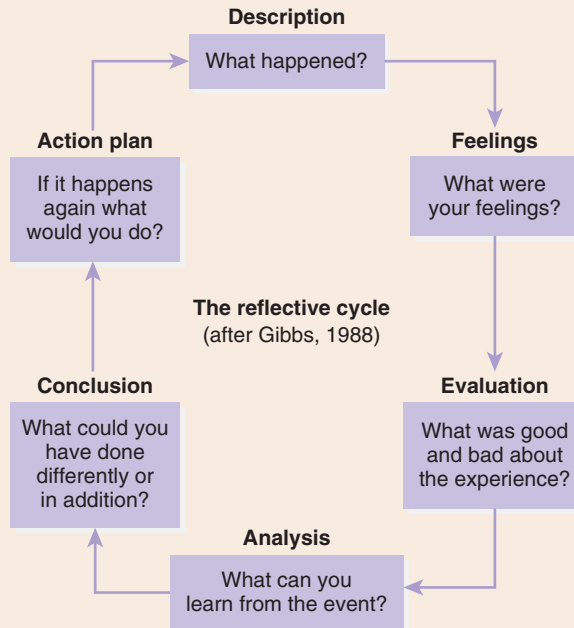 Description
What happened?
Feelings
What were
your feelings?
Evaluation
What was good
and bad about
the experience?
Analysis
What can you
learn from the event?
Conclusion
What could you
have done
differently or
in addition?
Action plan
If it happens
again what
would you do?
The reflective cycle
(after Gibbs, 1988)